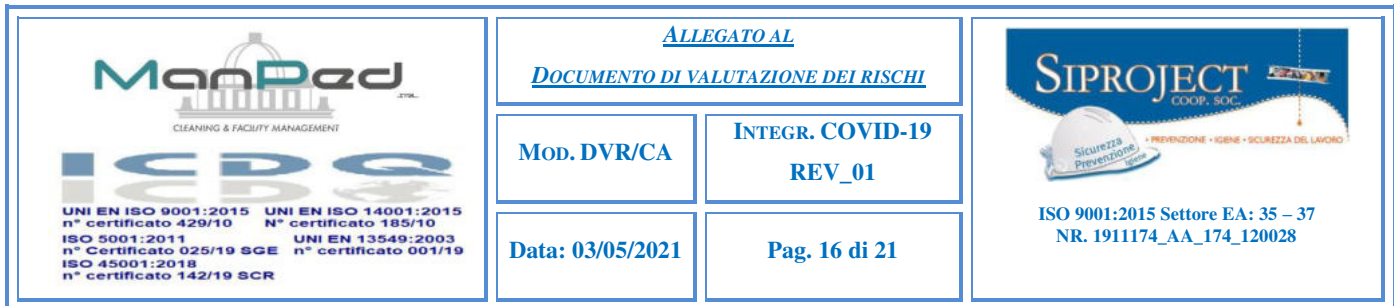 ManPed
CLEANING & FACILITY MANAGEMENT
ICDQ
UNI EN ISO 9001:2015 UNI EN ISO 14001:2015
n° certificato 429/10 N° certificato 185/10
ISO 5001:2011 UNI EN 13549:2003
n° Certificato 025/19 SGE n° certificato 001/19
ISO 45001:2018
n° certificato 142/19 SCR
ALLEGATO AL
DOCUMENTO DI VALUTAZIONE DEI RISCHI
MOD. DVR/CA
INTEGR. COVID-19
REV_01
Data: 03/05/2021
Pag. 16 di 21
SIPROJECT
COOP. SOC.
• PREVENZIONE • IGIENE • SICUREZZA DEL LAVORO
Sicurezza
Prevenzione
Igiene
ISO 9001:2015 Settore EA: 35 – 37
NR. 1911174_AA_174_120028